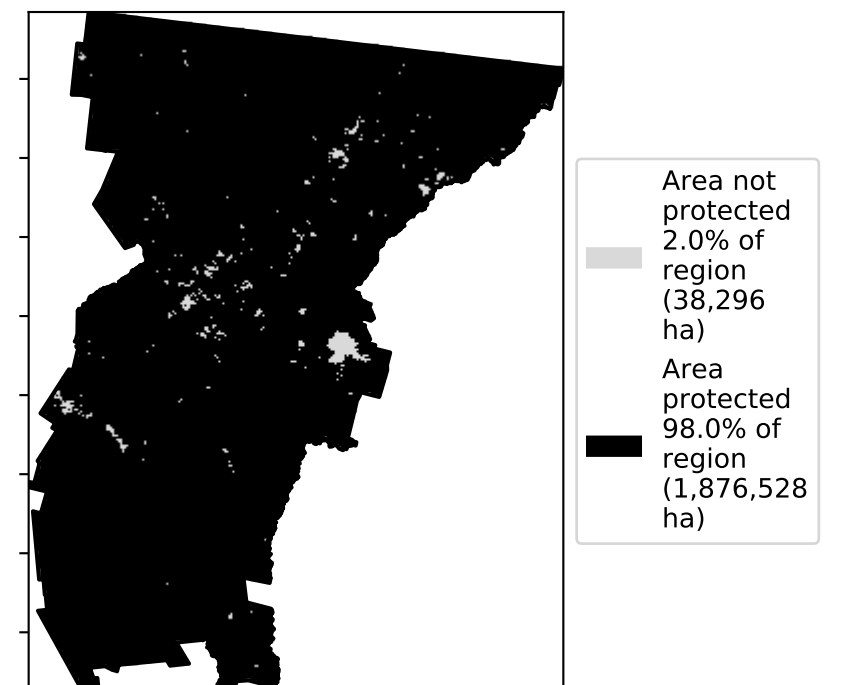 Area not
protected
2.0% of
region
(38,296
ha)
Area
protected
98.0% of
region
(1,876,528
ha)